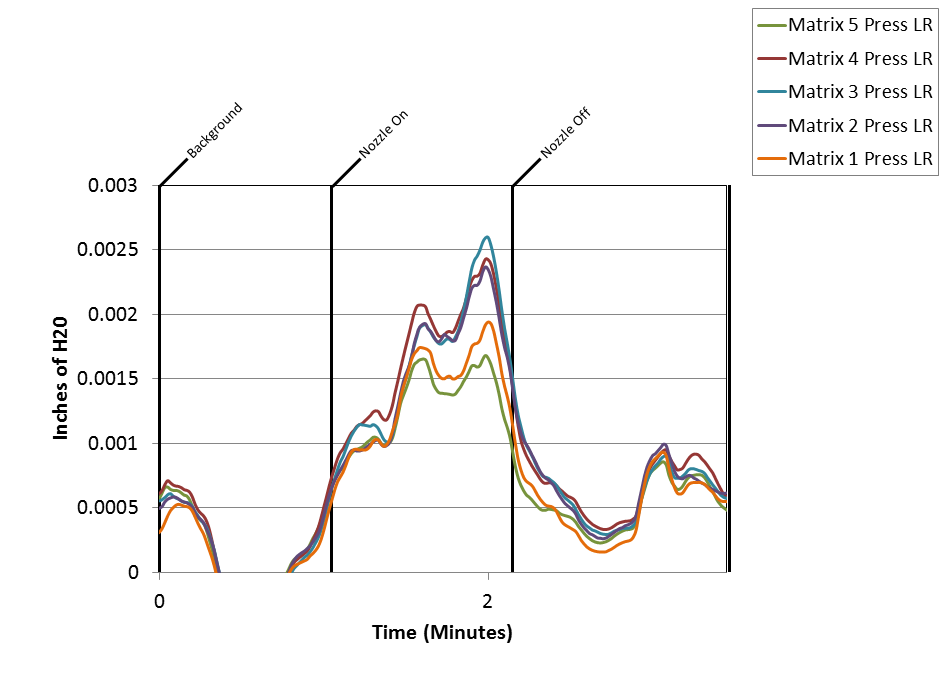 Matrix 5 Press LR
Matrix 4 Press LR
Matrix 3 Press LR
Matrix 2 Press LR
Matrix 1 Press LR
Background
Nozzle On
Nozzle Off
0.003
0.0025
0.002
0.0015
0.001
0.0005
0
Inches of H20
0
2
Time (Minutes)